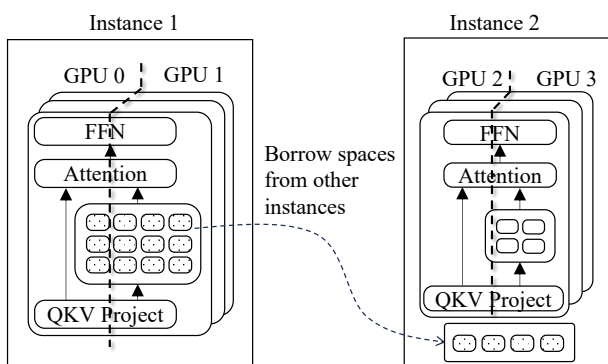 Instance 1
GPU 0
GPU 1
FFN
Attention
QKV Project
Borrow spaces
from other
instances
Instance 2
GPU 2
GPU 3
FFN
Attention
QKV Project